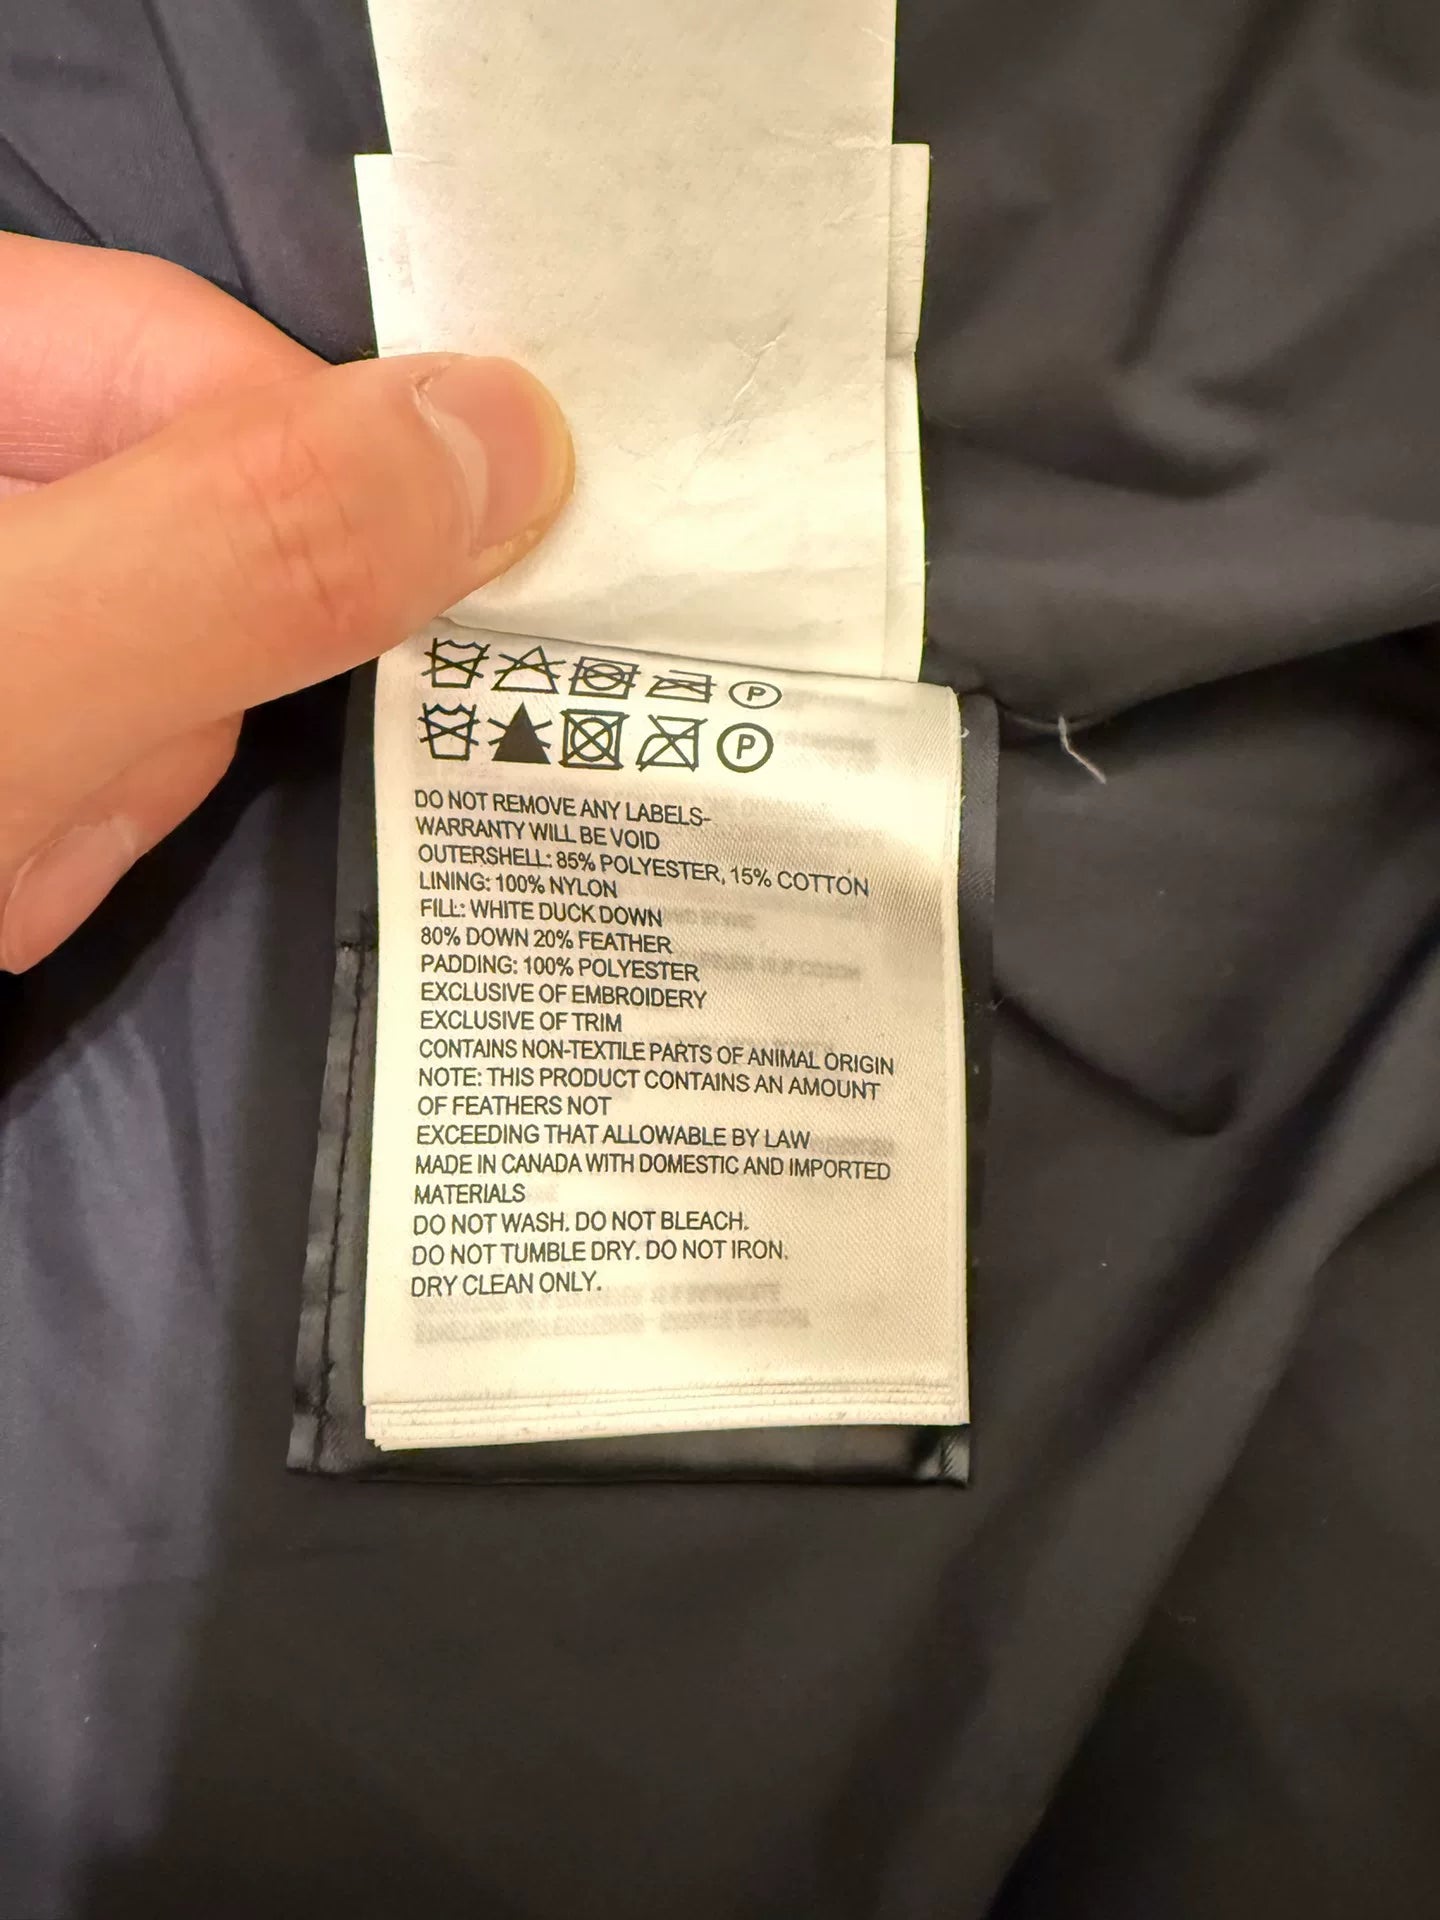 P
P
DO NOT REMOVE ANY LABELS-
WARRANTY WILL BE VOID
OUTERSHELL: 85% POLYESTER, 15% COTTON
LINING: 100% NYLON
FILL: WHITE DUCK DOWN
80% DOWN 20% FEATHER
PADDING: 100% POLYESTER
EXCLUSIVE OF EMBROIDERY
EXCLUSIVE OF TRIM
CONTAINS NON-TEXTILE PARTS OF ANIMAL ORIGIN
NOTE: THIS PRODUCT CONTAINS AN AMOUNT
OF FEATHERS NOT
EXCEEDING THAT ALLOWABLE BY LAW
MADE IN CANADA WITH DOMESTIC AND IMPORTED
MATERIALS
DO NOT WASH. DO NOT BLEACH.
DO NOT TUMBLE DRY. DO NOT IRON.
DRY CLEAN ONLY.